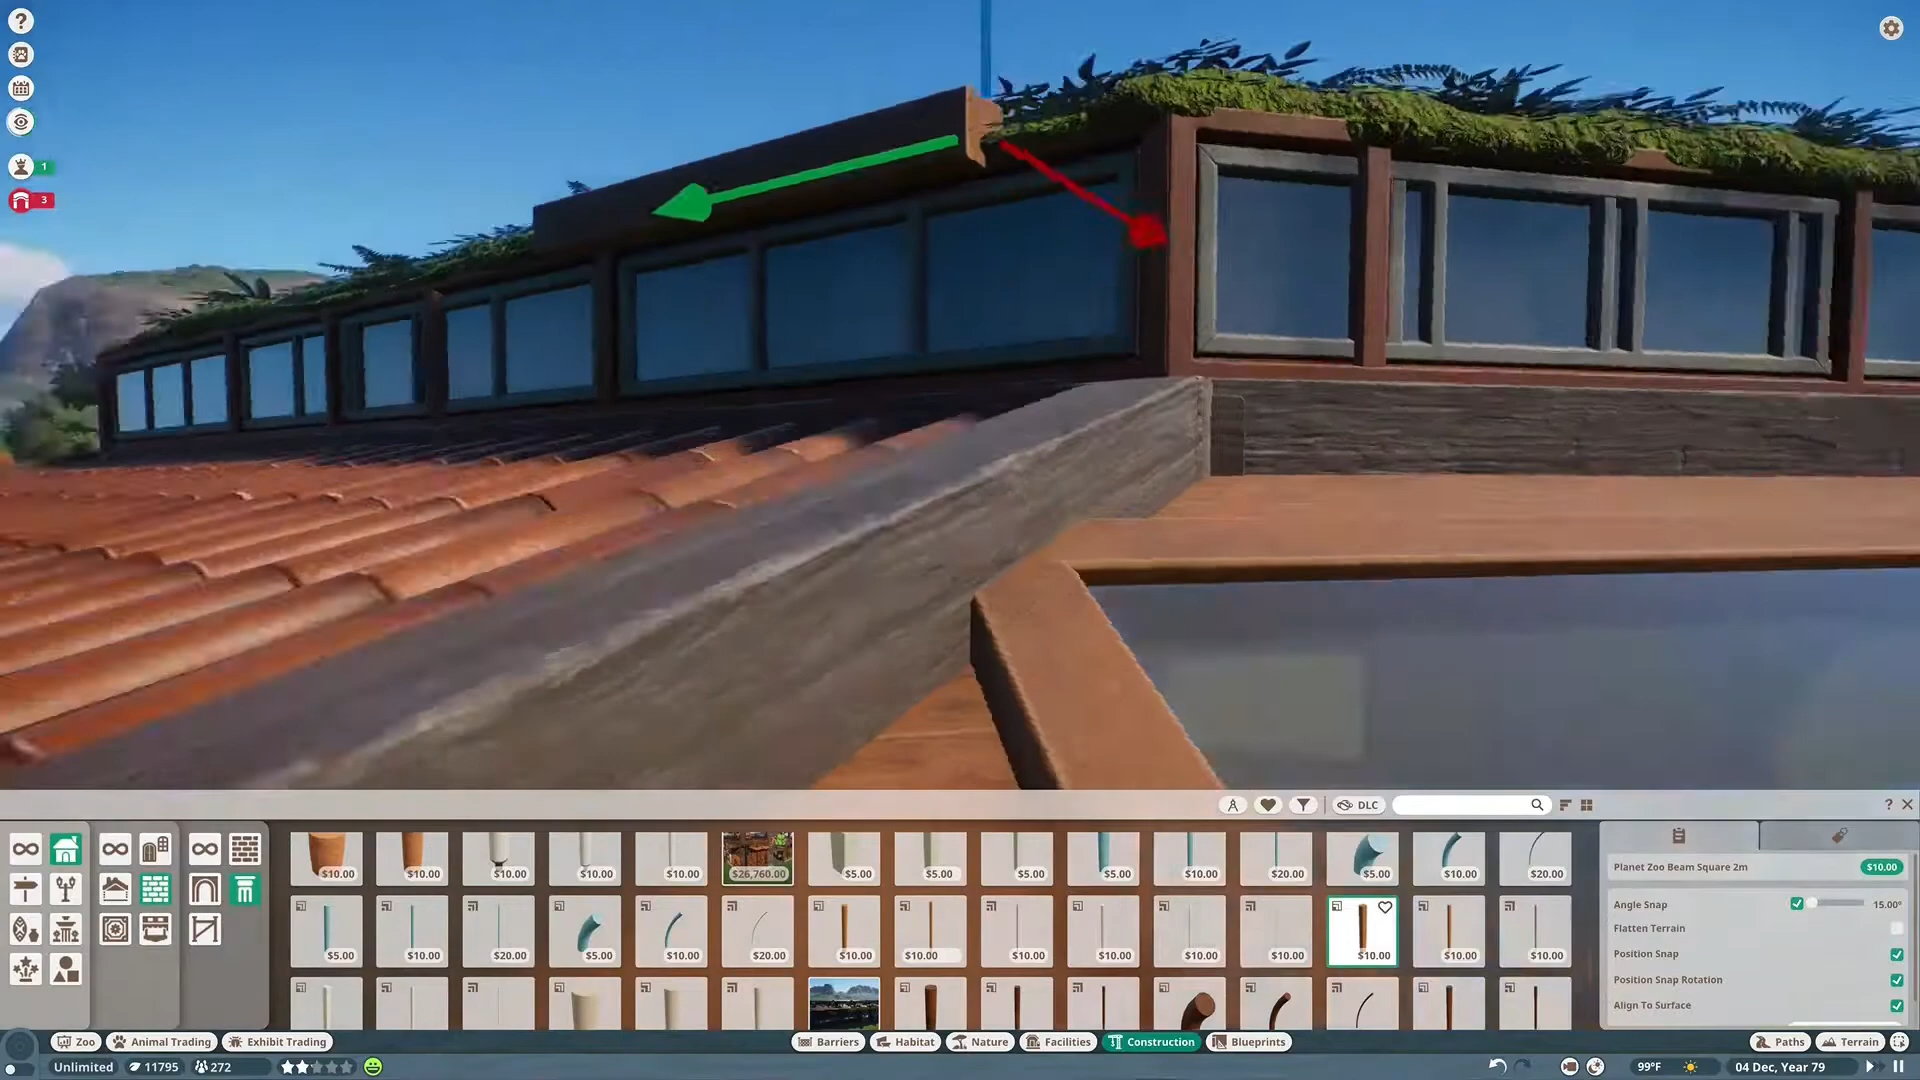 ?
1
3
DLC
?
$10.00 $10.00 $10.00 $10.00 $10.00 $26,760.00 $5.00 $5.00 $5.00 $5.00 $10.00 $20.00 $5.00 $10.00 $20.00
Planet Zoo Beam Square 2m $10.00
Angle Snap 15.00°
Flatten Terrain
$5.00 $10.00 $20.00 $5.00 $10.00 $20.00 $10.00 $10.00 $10.00 $10.00 $10.00 $10.00 $10.00 $10.00 $10.00
Position Snap
Position Snap Rotation
Align To Surface
Zoo Animal Trading Exhibit Trading Barriers Habitat Nature Facilities Construction Blueprints Paths Terrain
Unlimited 11795 272 99°F 04 Dec, Year 79